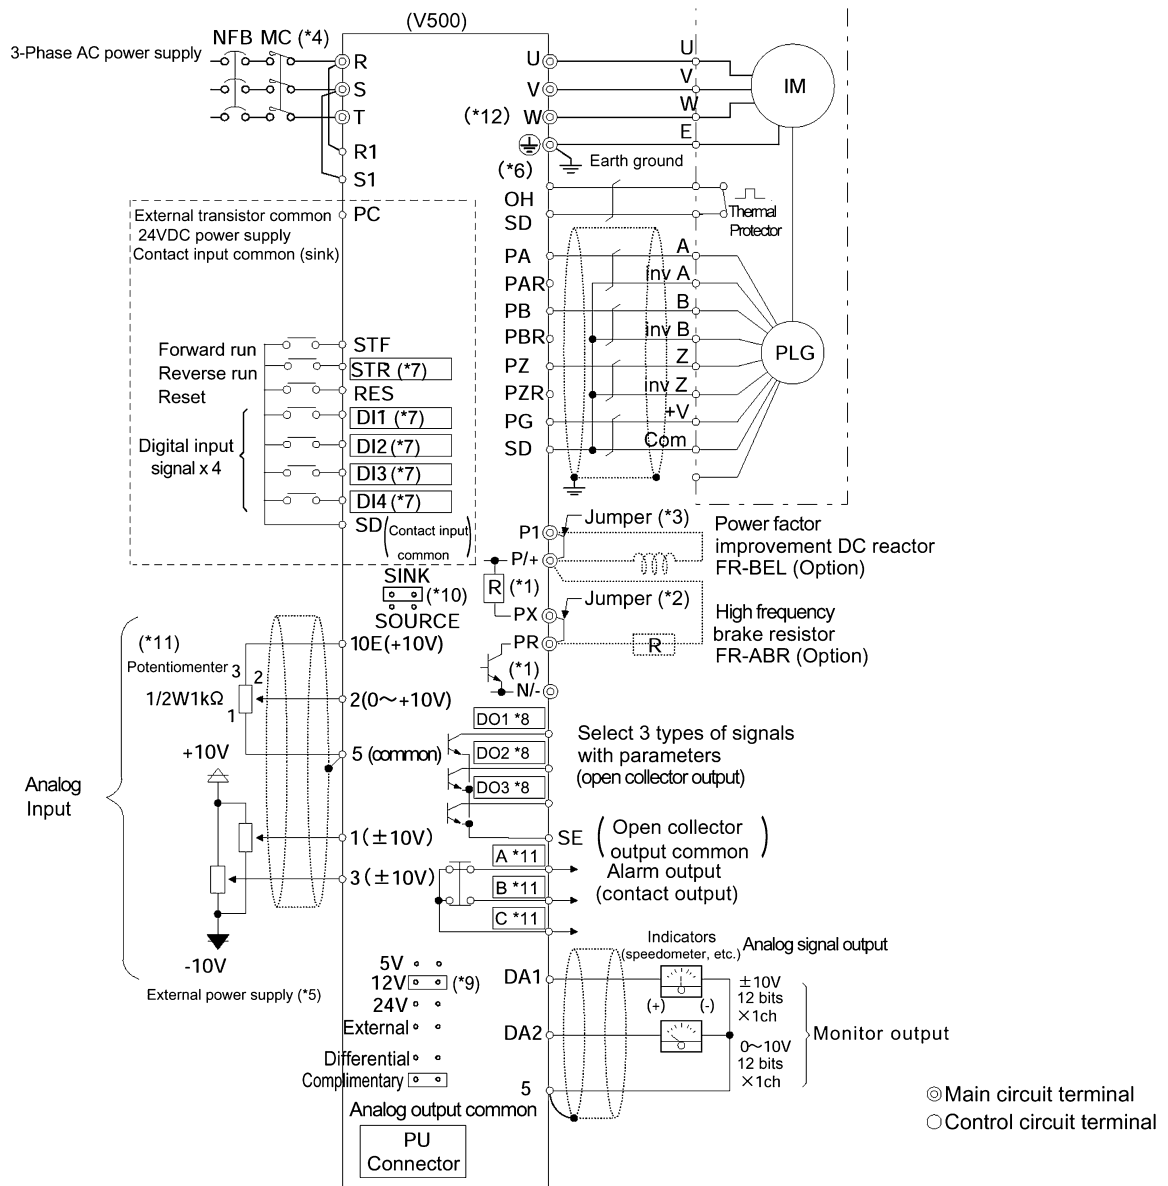 (V500)
3-Phase AC power supply
NFB MC (*4)
R
S
T
R1
S1
PC
External transistor common
24VDC power supply
Contact input common (sink)
Forward run
Reverse run
Reset
Digital input
signal x 4
STF
STR (*7)
RES
DI1 (*7)
DI2 (*7)
DI3 (*7)
DI4 (*7)
SD
(Contact input
common)
SINK
(*10)
SOURCE
U
V
(*12) W
(*6)
Earth ground
OH
SD
PA
PAR
PB
PBR
PZ
PZR
PG
SD
U
V
W
E
IM
Thermal
Protector
A
inv A
B
inv B
Z
inv Z
+V
Com
PLG
P1
P/+
R (*1)
PX
PR
(*1)
N/-
Jumper (*3)
Power factor
improvement DC reactor
FR-BEL (Option)
Jumper (*2)
High frequency
brake resistor
FR-ABR (Option)
R
Analog
Input
(*11)
Potentiomenter
1/2W1kΩ
3
2
1
+10V
-10V
External power supply (*5)
10E(+10V)
2(0～+10V)
5 (common)
1(±10V)
3(±10V)
DO1 *8
DO2 *8
DO3 *8
Select 3 types of signals
with parameters
(open collector output)
SE
(Open collector
output common)
A *11
B *11
C *11
Alarm output
(contact output)
5V
12V (*9)
24V
External
Differential
Complimentary
Analog output common
PU
Connector
DA1
DA2
5
Indicators
(speedometer, etc.)
Analog signal output
(+) (-)
±10V
12 bits
×1ch
0～10V
12 bits
×1ch
Monitor output
Main circuit terminal
Control circuit terminal